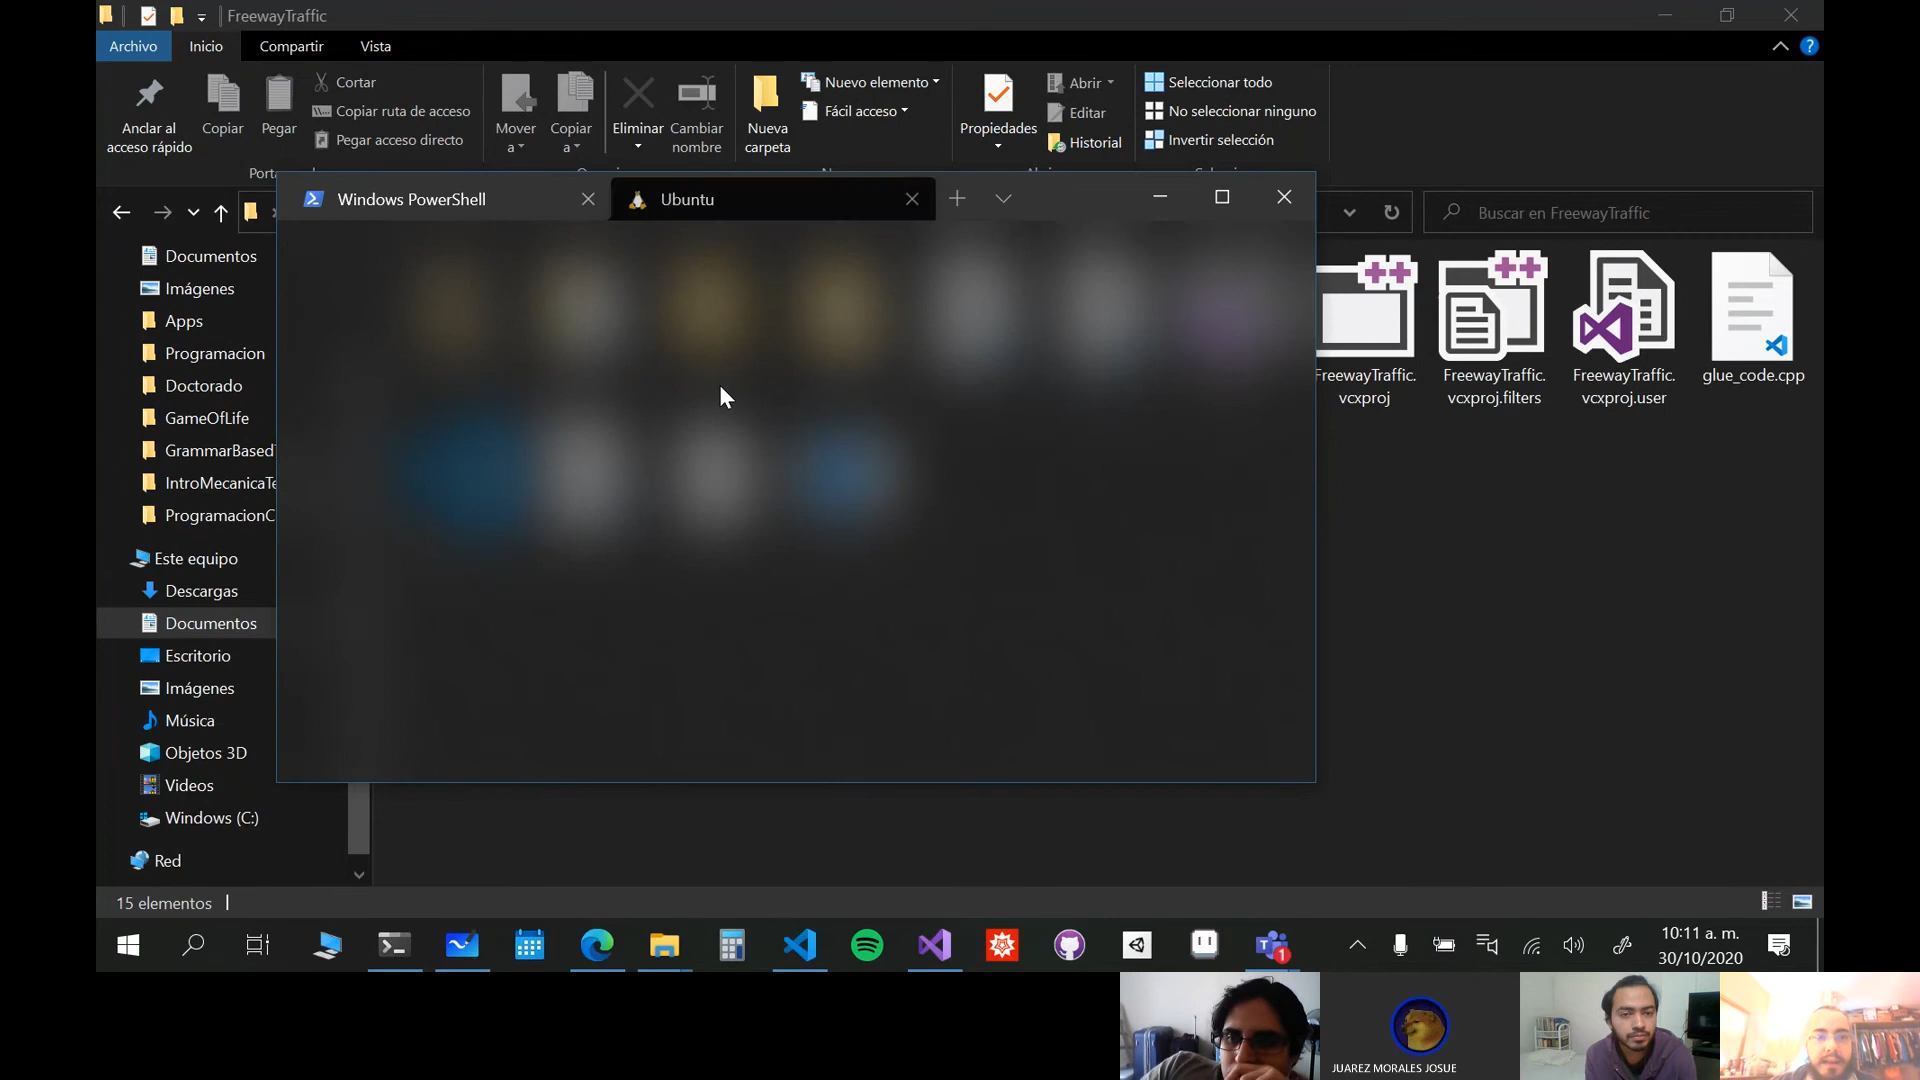 FreewayTraffic
Archivo
Inicio
Compartir
Vista
Anclar al
acceso rápido
Copiar
Pegar
Cortar
Copiar ruta de acceso
Pegar acceso directo
Mover
a
Copiar
a
Eliminar
Cambiar
nombre
Nueva
carpeta
Nuevo elemento
Fácil acceso
Propiedades
Abrir
Editar
Historial
Seleccionar todo
No seleccionar ninguno
Invertir selección
Windows PowerShell
Ubuntu
Buscar en FreewayTraffic
Documentos
Imágenes
Apps
Programacion
Doctorado
GameOfLife
GrammarBased
IntroMecanicaTe
ProgramacionC
Este equipo
Descargas
Documentos
Escritorio
Imágenes
Música
Objetos 3D
Videos
Windows (C:)
Red
FreewayTraffic.
vcxproj
FreewayTraffic.
vcxproj.filters
FreewayTraffic.
vcxproj.user
glue_code.cpp
15 elementos
1
10:11 a. m.
30/10/2020
JUAREZ MORALES JOSUE